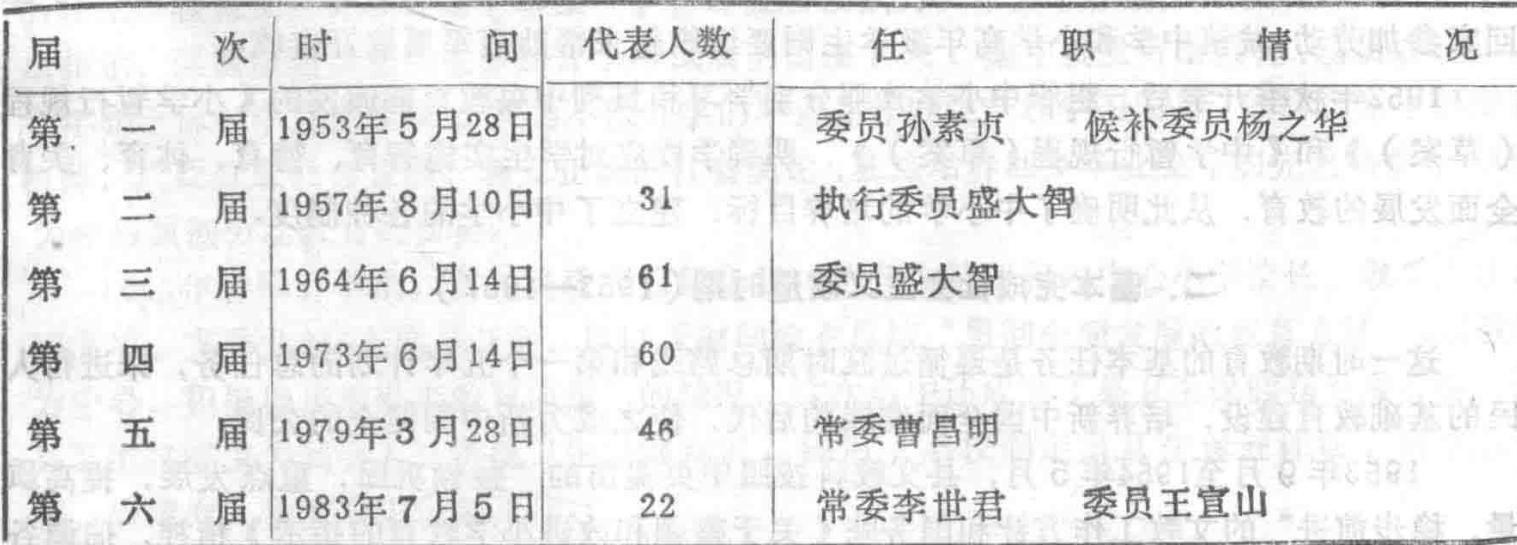 届 次 时 间 代表人数 任 职 情 况
第 一 届 1953年5月28日 委员孙素贞 候补委员杨之华
第 二 届 1957年8月10日 31 执行委员盛大智
第 三 届 1964年6月14日 61 委员盛大智
第 四 届 1973年6月14日 60
第 五 届 1979年3月28日 46 常委曹昌明
第 六 届 1983年7月5日 22 常委李世君 委员王宣山